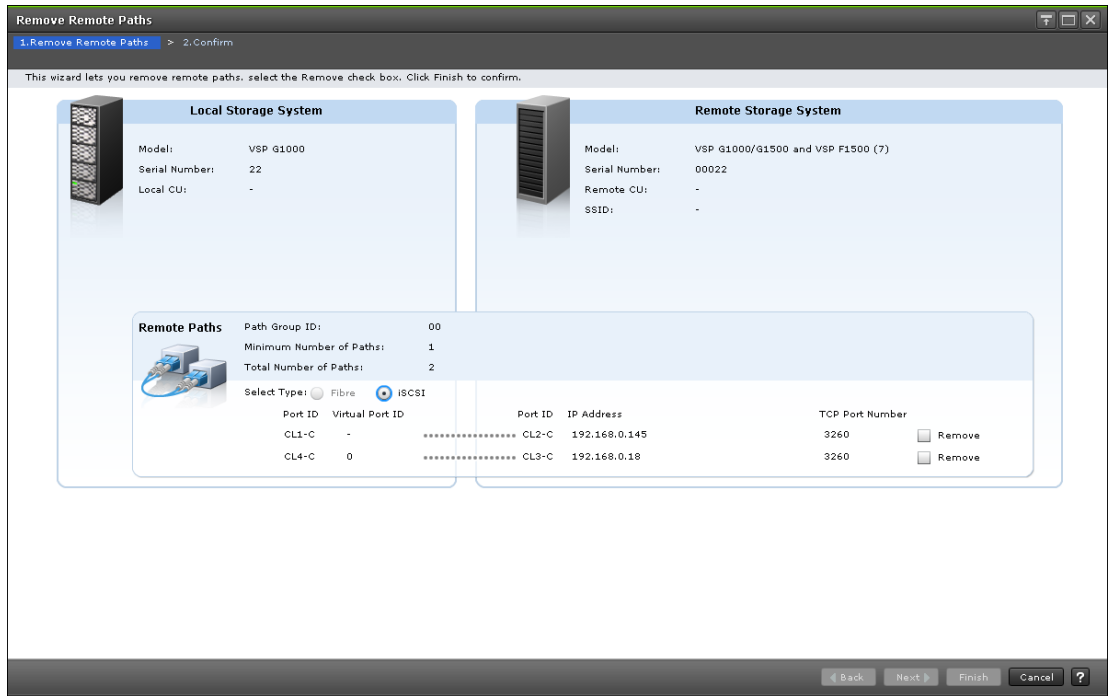 Remove Remote Paths
1.Remove Remote Paths > 2.Confirm
This wizard lets you remove remote paths. select the Remove check box. Click Finish to confirm.
Local Storage System
Model: VSP G1000
Serial Number: 22
Local CU: -
Remote Storage System
Model: VSP G1000/G1500 and VSP F1500 (7)
Serial Number: 00022
Remote CU: -
SSID: -
Remote Paths
Path Group ID: 00
Minimum Number of Paths: 1
Total Number of Paths: 2
Select Type: Fibre iSCSI
Port ID Virtual Port ID Port ID IP Address TCP Port Number
CL1-C - CL2-C 192.168.0.145 3260 Remove
CL4-C 0 CL3-C 192.168.0.18 3260 Remove
Back Next Finish Cancel ?